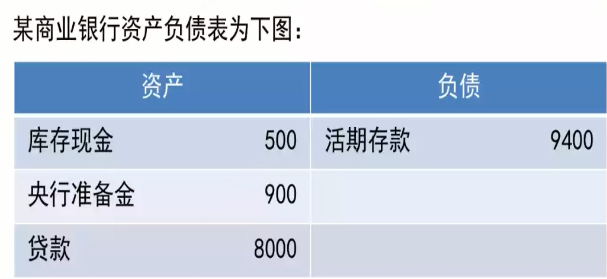 某商业银行资产负债表为下图：
资产 负债
库存现金 500 活期存款 9400
央行准备金 900
贷款 8000